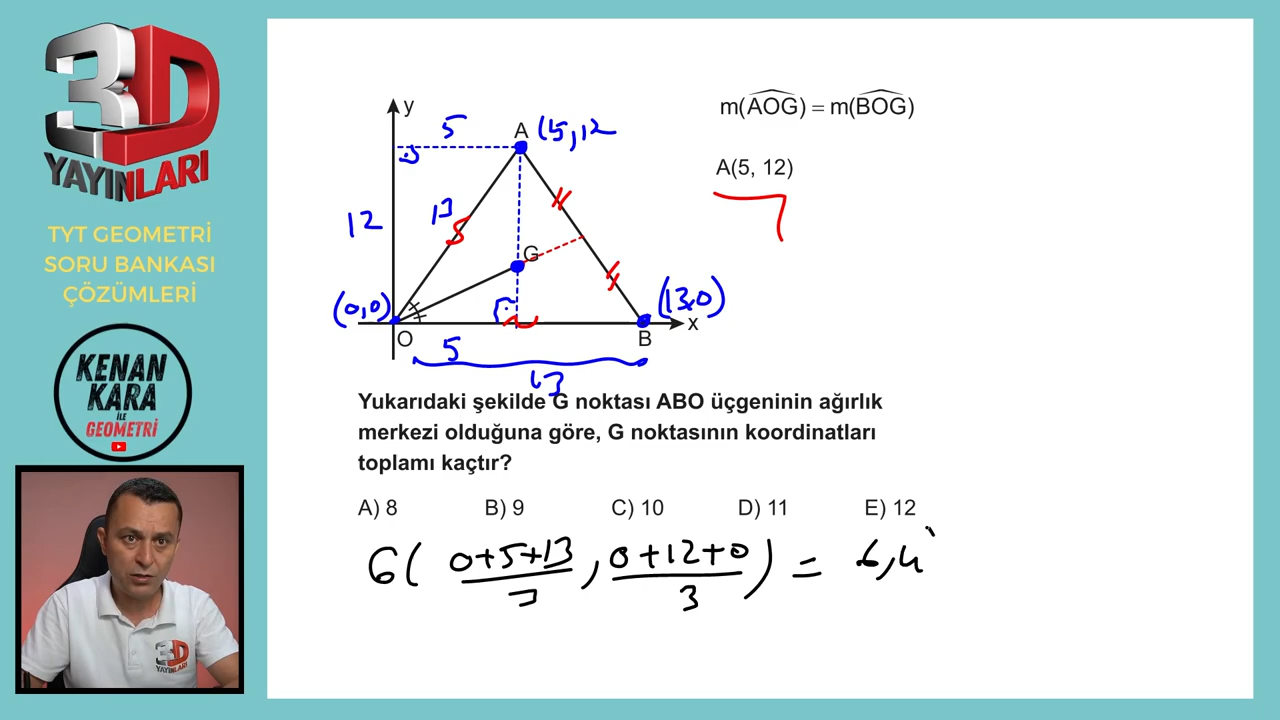 3D
YAYINLARI
TYT GEOMETRİ
SORU BANKASI
ÇÖZÜMLERİ
KENAN
KARA
İLE
GEOMETRİ
3D
YAYINLARI
y
5
A (5,12
12
13
G
(0,0)
(13,0)
x
O
B
5
13
m(AOG) = m(BOG)
A(5, 12)
Yukarıdaki şekilde G noktası ABO üçgeninin ağırlık
merkezi olduğuna göre, G noktasının koordinatları
toplamı kaçtır?
A) 8 B) 9 C) 10 D) 11 E) 12
G( 0+5+13 , 0+12+0 ) = 6,4
3 3